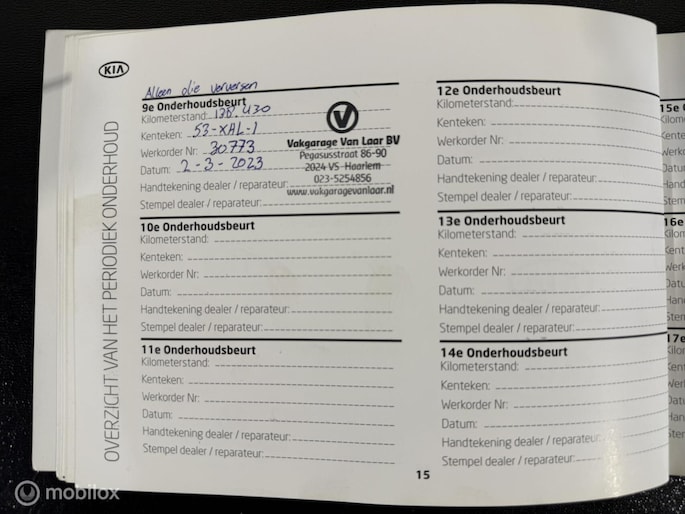 KIA
OVERZICHT VAN HET PERIODIEK ONDERHOUD
Alleen olie verversen
9e Onderhoudsbeurt
Kilometerstand: 138.430
Kenteken: 53-XAL-1
Werkorder Nr: 30773
Datum: 2-3-2023
Handtekening dealer / reparateur:
Stempel dealer / reparateur:
V
Vakgarage Van Laar BV
Pegasusstraat 86-90
2024 VS Haarlem
023-5254856
www.vakgaragevanlaar.nl
10e Onderhoudsbeurt
Kilometerstand:
Kenteken:
Werkorder Nr:
Datum:
Handtekening dealer / reparateur:
Stempel dealer / reparateur:
11e Onderhoudsbeurt
Kilometerstand:
Kenteken:
Werkorder Nr:
Datum:
Handtekening dealer / reparateur:
Stempel dealer / reparateur:
12e Onderhoudsbeurt
Kilometerstand:
Kenteken:
Werkorder Nr:
Datum:
Handtekening dealer / reparateur:
Stempel dealer / reparateur:
13e Onderhoudsbeurt
Kilometerstand:
Kenteken:
Werkorder Nr:
Datum:
Handtekening dealer / reparateur:
Stempel dealer / reparateur:
14e Onderhoudsbeurt
Kilometerstand:
Kenteken:
Werkorder Nr:
Datum:
Handtekening dealer / reparateur:
Stempel dealer / reparateur:
15
15e
16e
17e
mobilox